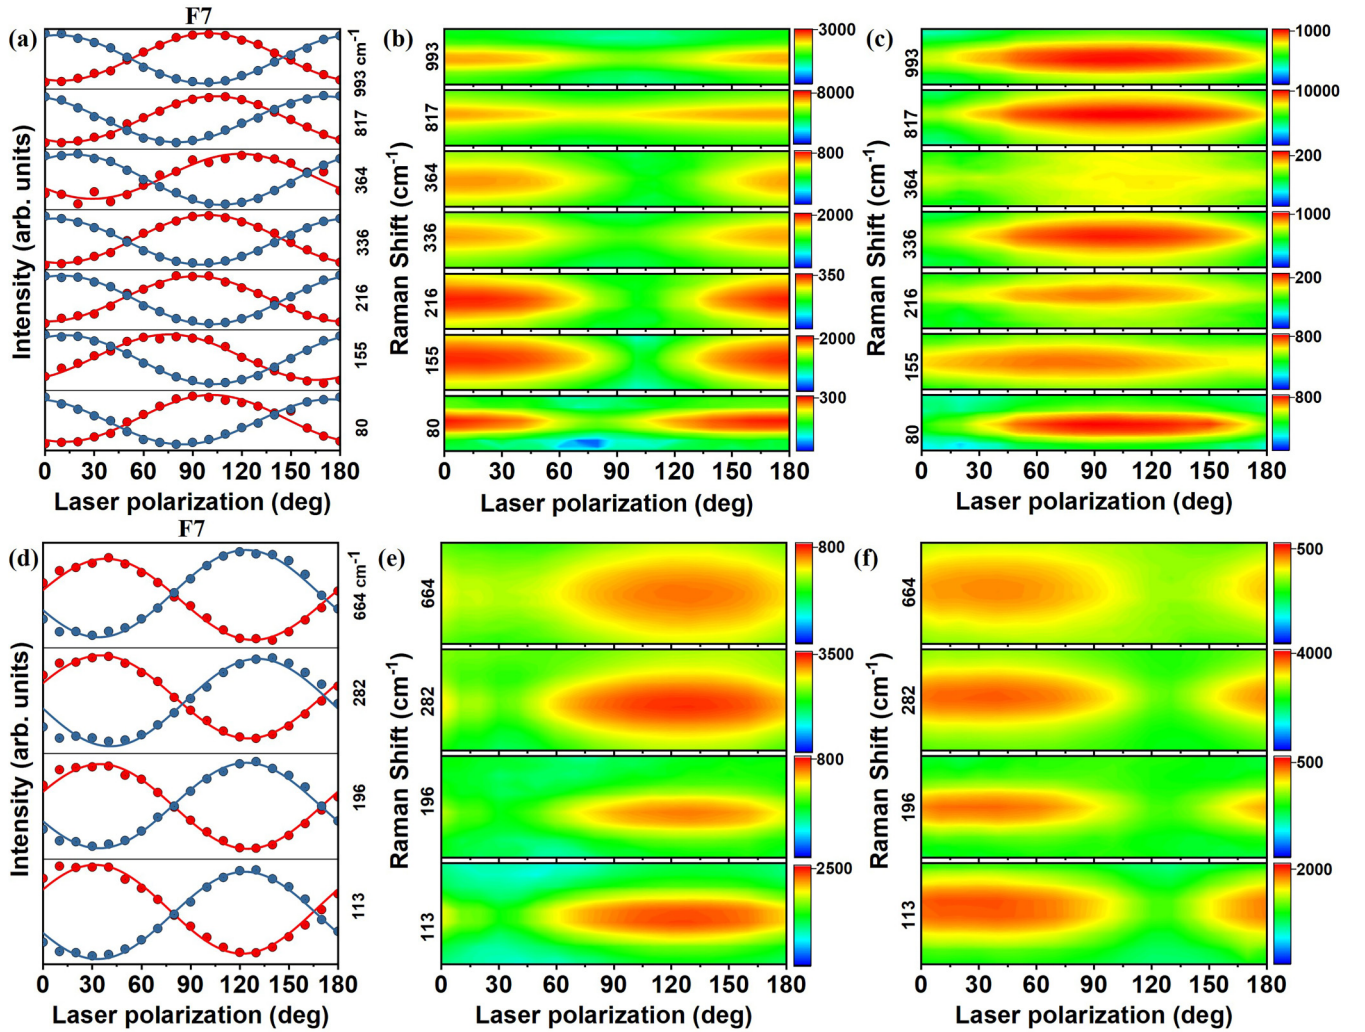 F7
(a)
Intensity (arb. units)
993 cm⁻¹
817
364
336
216
155
80
0 30 60 90 120 150 180
Laser polarization (deg)
(b)
Raman Shift (cm⁻¹)
993
817
364
336
216
155
80
3000
8000
800
2000
350
2000
300
0 30 60 90 120 150 180
Laser polarization (deg)
(c)
Raman Shift (cm⁻¹)
993
817
364
336
216
155
80
1000
10000
200
1000
200
800
800
0 30 60 90 120 150 180
Laser polarization (deg)
F7
(d)
Intensity (arb. units)
664 cm⁻¹
282
196
113
0 30 60 90 120 150 180
Laser polarization (deg)
(e)
Raman Shift (cm⁻¹)
664
282
196
113
800
3500
800
2500
0 30 60 90 120 150 180
Laser polarization (deg)
(f)
Raman Shift (cm⁻¹)
664
282
196
113
500
4000
500
2000
0 30 60 90 120 150 180
Laser polarization (deg)